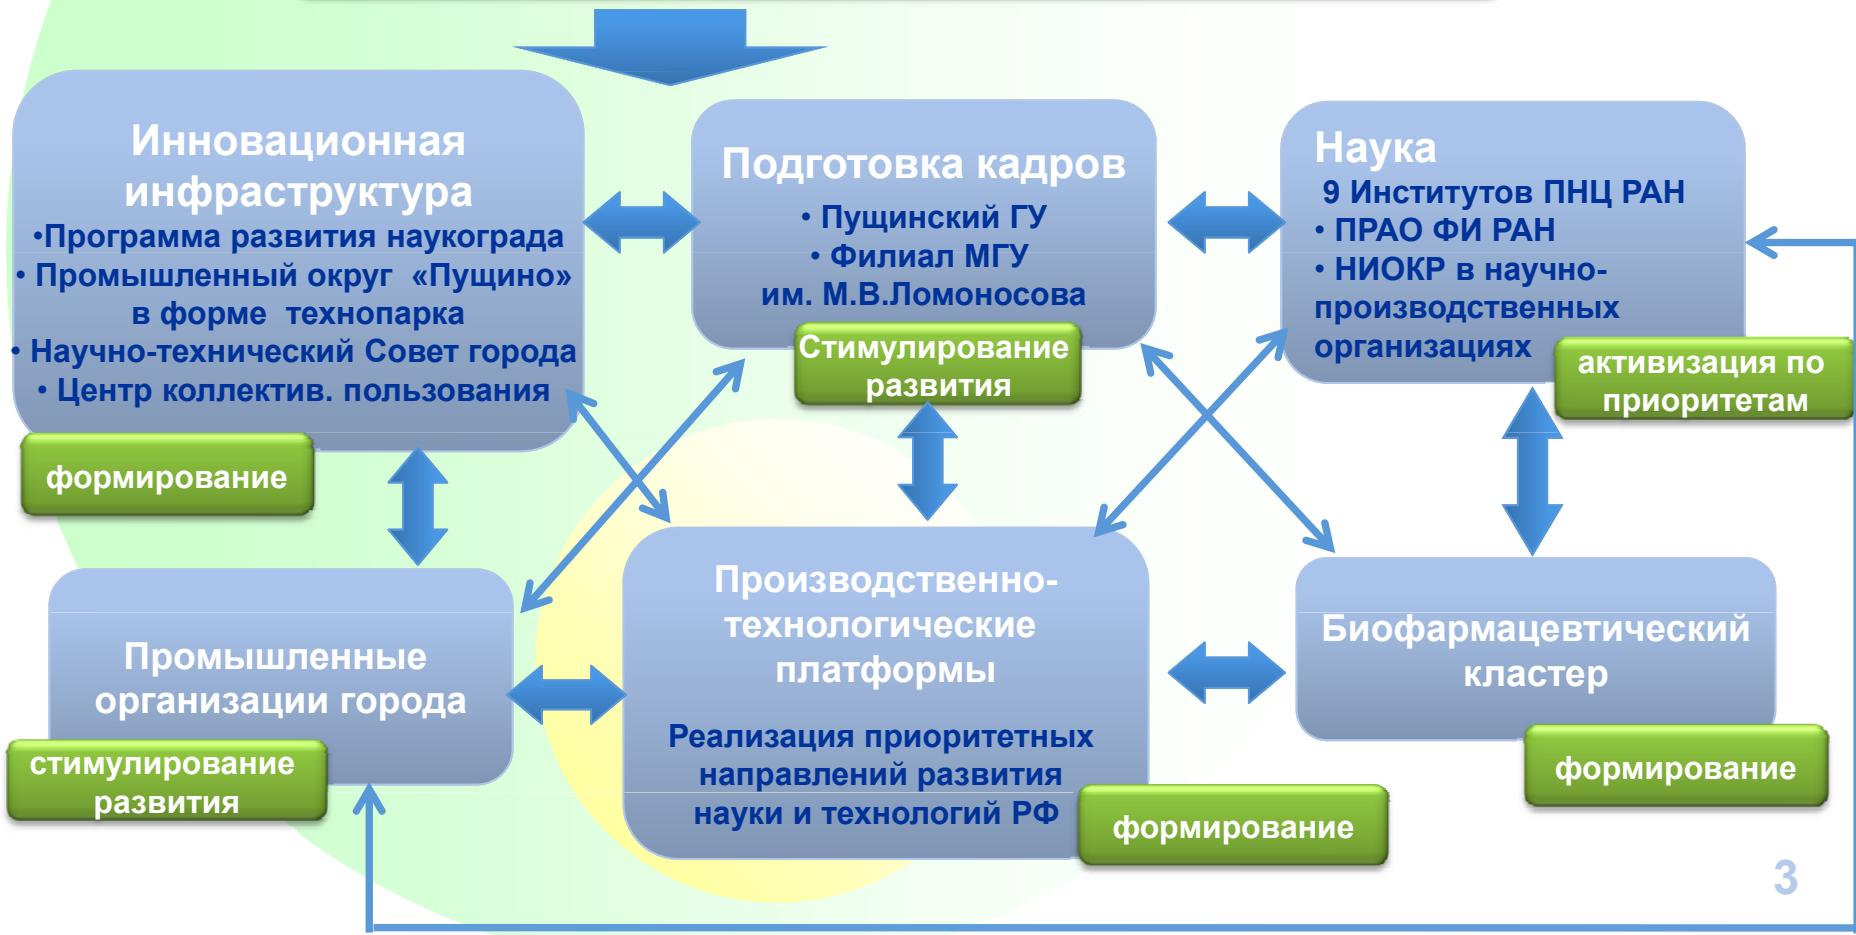 Инновационная
инфраструктура
•Программа развития наукограда
• Промышленный округ «Пущино»
в форме технопарка
• Научно-технический Совет города
• Центр коллектив. пользования
формирование
Подготовка кадров
• Пущинский ГУ
• Филиал МГУ
им. М.В.Ломоносова
Стимулирование
развития
Наука
9 Институтов ПНЦ РАН
• ПРАО ФИ РАН
• НИОКР в научно-
производственных
организациях
активизация по
приоритетам
Промышленные
организации города
стимулирование
развития
Производственно-
технологические
платформы
Реализация приоритетных
направлений развития
науки и технологий РФ
формирование
Биофармацевтический
кластер
формирование
3